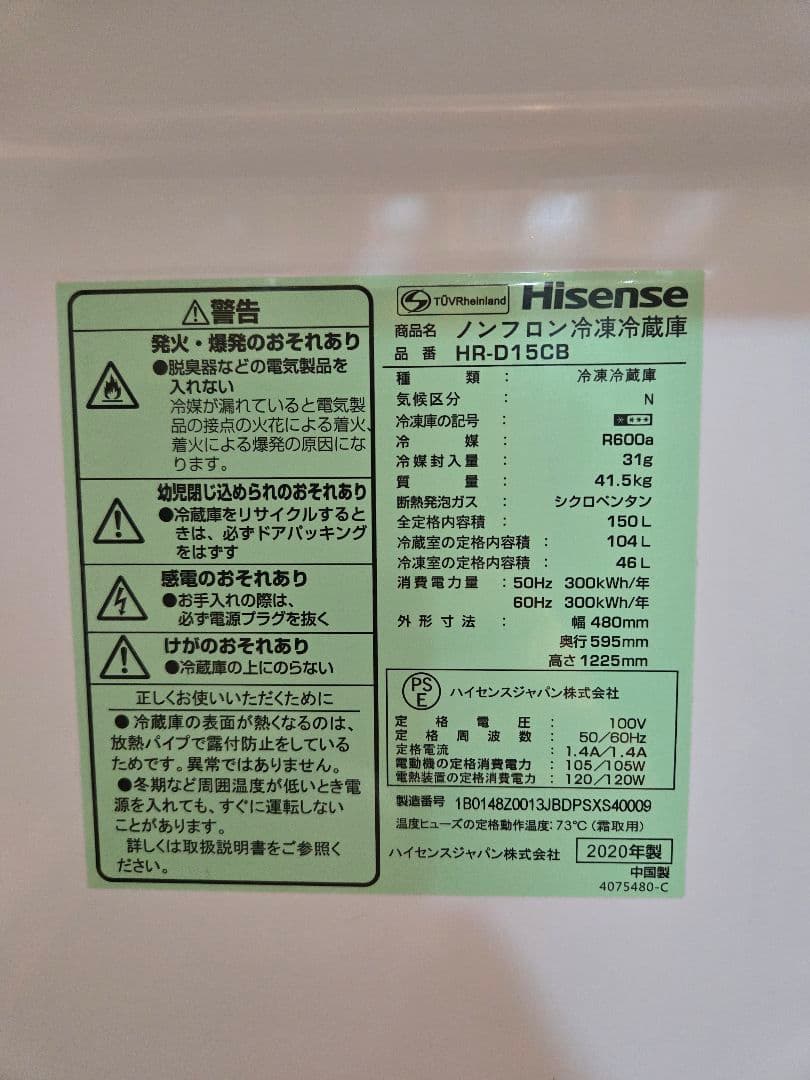 ⚠警告
発火・爆発のおそれあり
●脱臭器などの電気製品を
入れない
冷媒が漏れていると電気製
品の接点の火花による着火、
着火による爆発の原因にな
ります。
幼児閉じ込められのおそれあり
●冷蔵庫をリサイクルすると
きは、必ずドアパッキング
をはずす
感電のおそれあり
●お手入れの際は、
必ず電源プラグを抜く
けがのおそれあり
●冷蔵庫の上にのらない
正しくお使いいただくために
●冷蔵庫の表面が熱くなるのは、
放熱パイプで露付防止をしている
ためです。異常ではありません。
●冬期など周囲温度が低いとき電
源を入れても、すぐに運転しない
ことがあります。
詳しくは取扱説明書をご参照く
ださい。
TÜVRheinland Hisense
商品名 ノンフロン冷凍冷蔵庫
品番 HR-D15CB
種類 : 冷凍冷蔵庫
気候区分 : N
冷凍庫の記号 : * ***
冷媒 : R600a
冷媒封入量 : 31g
質量 : 41.5kg
断熱発泡ガス : シクロペンタン
全定格内容積 : 150L
冷蔵室の定格内容積 : 104L
冷凍室の定格内容積 : 46L
消費電力量 : 50Hz 300kWh/年
60Hz 300kWh/年
外形寸法 : 幅 480mm
奥行 595mm
高さ 1225mm
PSE ハイセンスジャパン株式会社
定格電圧 : 100V
定格周波数 : 50/60Hz
定格電流 : 1.4A/1.4A
電動機の定格消費電力 : 105/105W
電熱装置の定格消費電力 : 120/120W
製造番号 1B0148Z0013JBDPSXS40009
温度ヒューズの定格動作温度:73℃(霜取用)
ハイセンスジャパン株式会社 2020年製
中国製
4075480-C